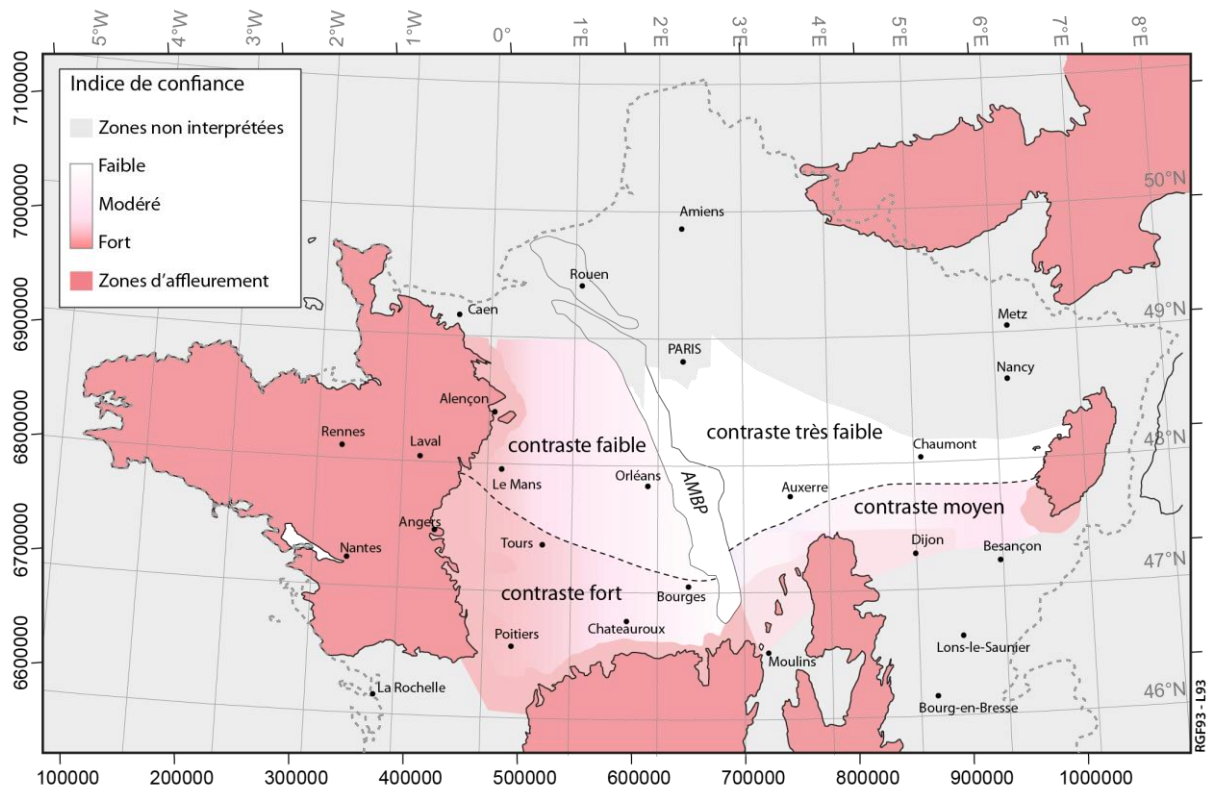 5°W 4°W 3°W 2°W 1°W 0° 1°E 2°E 3°E 4°E 5°E 6°E 7°E 8°E
7100000
7000000
6900000
6800000
6700000
6600000
Indice de confiance
Zones non interprétées
Faible
Modéré
Fort
Zones d'affleurement
50°N
49°N
48°N
47°N
46°N
Amiens
Rouen
Caen
Metz
PARIS
Nancy
Alençon
Rennes
Laval
contraste faible
contraste très faible
Chaumont
Le Mans
Orléans
AMBP
Auxerre
contraste moyen
Angers
Nantes
Tours
Dijon
Besançon
contraste fort
Bourges
Poitiers
Chateauroux
Moulins
Lons-le-Saunier
La Rochelle
Bourg-en-Bresse
RGF93 - L93
100000 200000 300000 400000 500000 600000 700000 800000 900000 1000000